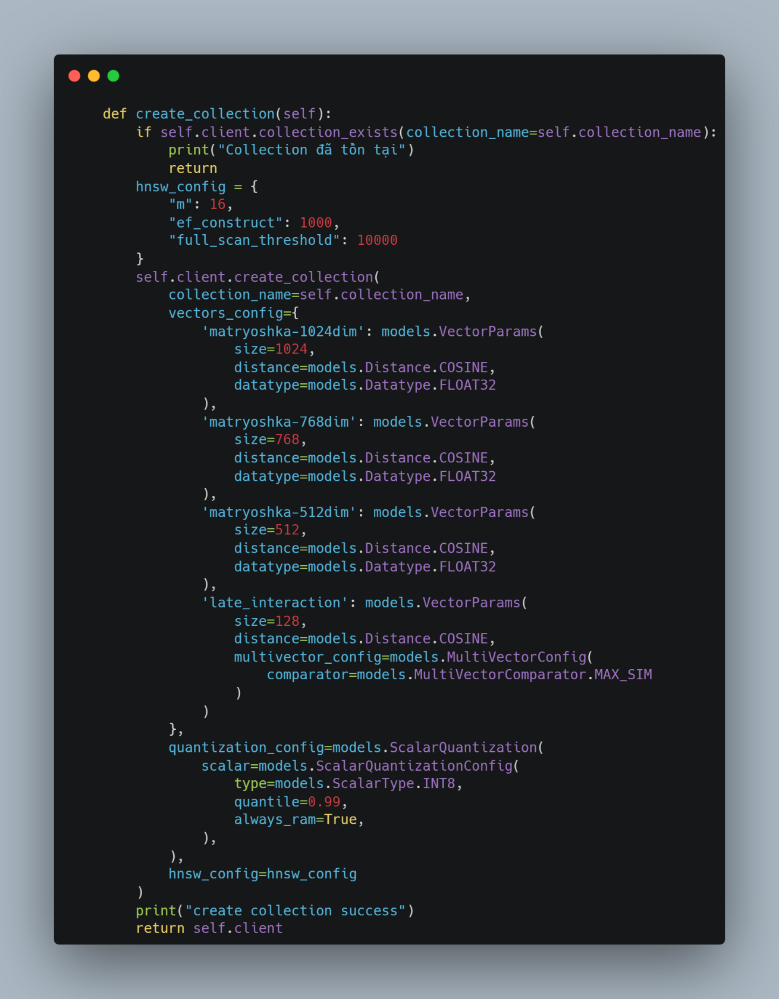 def create_collection(self):
    if self.client.collection_exists(collection_name=self.collection_name):
        print("Collection đã tồn tại")
        return
    hnsw_config = {
        "m": 16,
        "ef_construct": 1000,
        "full_scan_threshold": 10000
    }
    self.client.create_collection(
        collection_name=self.collection_name,
        vectors_config={
            'matryoshka-1024dim': models.VectorParams(
                size=1024,
                distance=models.Distance.COSINE,
                datatype=models.Datatype.FLOAT32
            ),
            'matryoshka-768dim': models.VectorParams(
                size=768,
                distance=models.Distance.COSINE,
                datatype=models.Datatype.FLOAT32
            ),
            'matryoshka-512dim': models.VectorParams(
                size=512,
                distance=models.Distance.COSINE,
                datatype=models.Datatype.FLOAT32
            ),
            'late_interaction': models.VectorParams(
                size=128,
                distance=models.Distance.COSINE,
                multivector_config=models.MultiVectorConfig(
                    comparator=models.MultiVectorComparator.MAX_SIM
                )
            )
        },
        quantization_config=models.ScalarQuantization(
            scalar=models.ScalarQuantizationConfig(
                type=models.ScalarType.INT8,
                quantile=0.99,
                always_ram=True,
            ),
        ),
        hnsw_config=hnsw_config
    )
    print("create collection success")
    return self.client